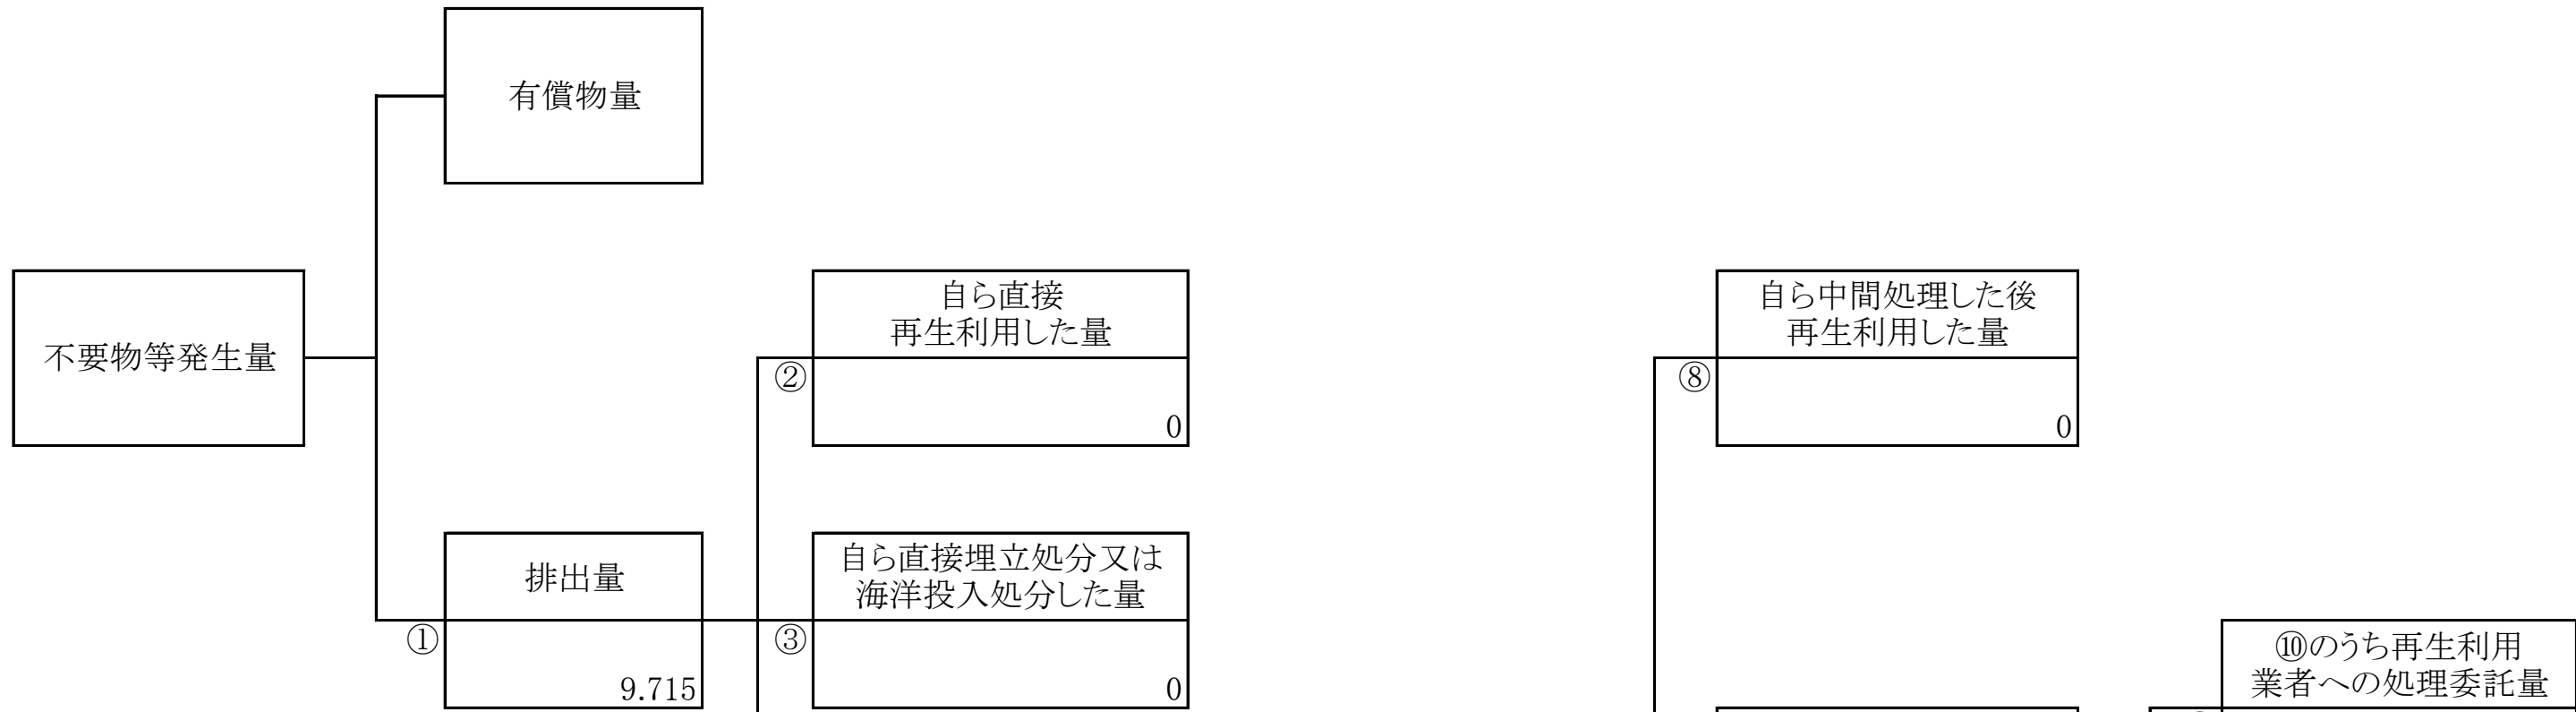 有償物量
不要物等発生量
自ら直接
再生利用した量
②
0
自ら中間処理した後
再生利用した量
⑧
0
排出量
①
9.715
自ら直接埋立処分又は
海洋投入処分した量
③
0
⑩のうち再生利用
業者への処理委託量